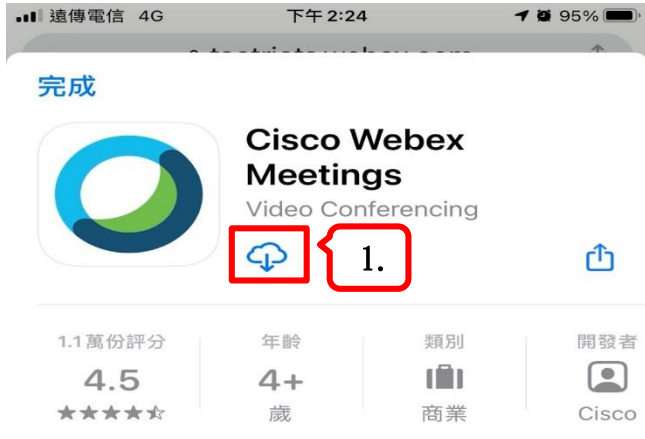 遠傳電信 4G 下午2:24 95%
完成
Cisco Webex
Meetings
Video Conferencing
1.
1.1萬份評分 年齡 類別 開發者
4.5 4+
歲 商業 Cisco